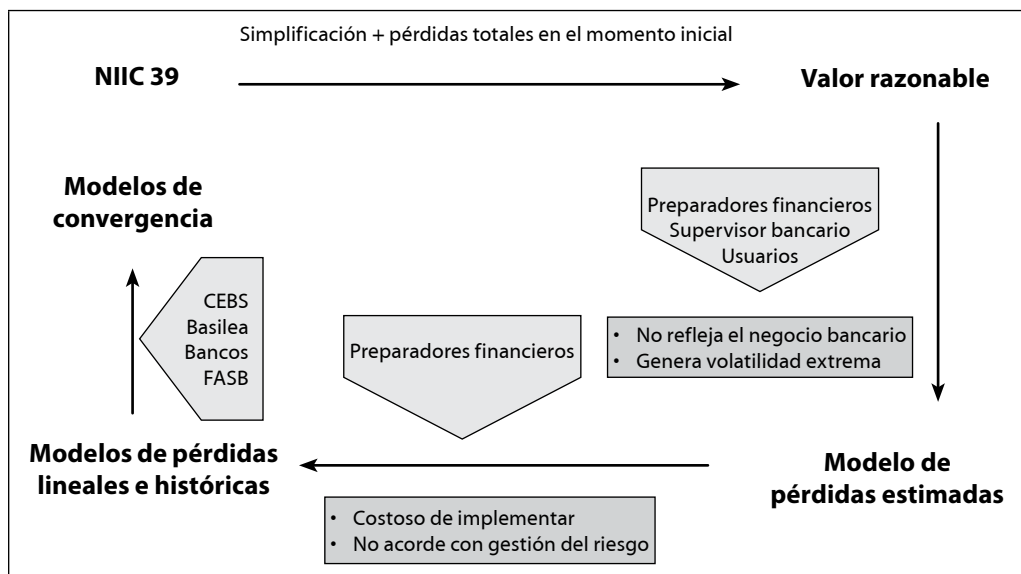 Simplificación + pérdidas totales en el momento inicial
NIIC 39
Valor razonable
Preparadores financieros
Supervisor bancario
Usuarios
• No refleja el negocio bancario
• Genera volatilidad extrema
Modelo de
pérdidas estimadas
Preparadores financieros
• Costoso de implementar
• No acorde con gestión del riesgo
Modelos de pérdidas
lineales e históricas
CEBS
Basilea
Bancos
FASB
Modelos de
convergencia